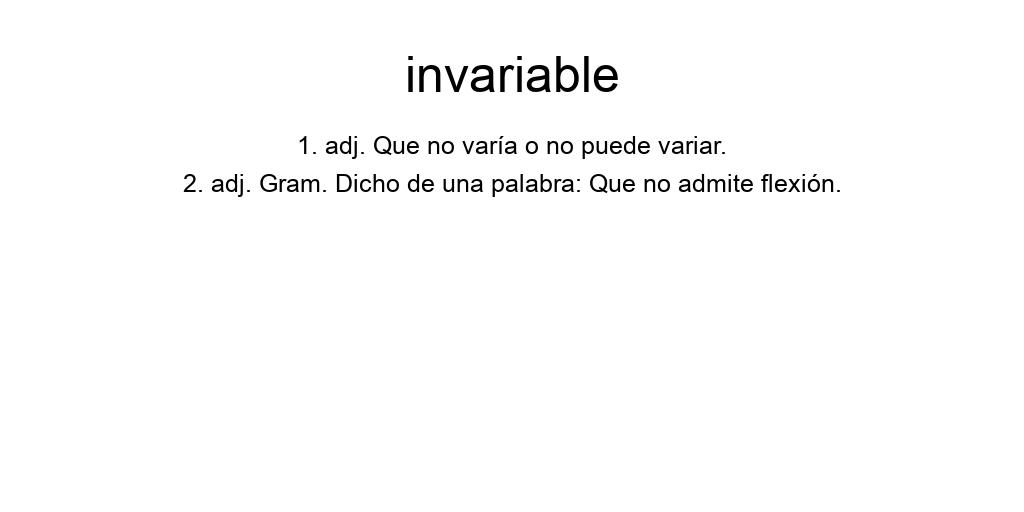 invariable
1. adj. Que no varía o no puede variar.
2. adj. Gram. Dicho de una palabra: Que no admite flexión.